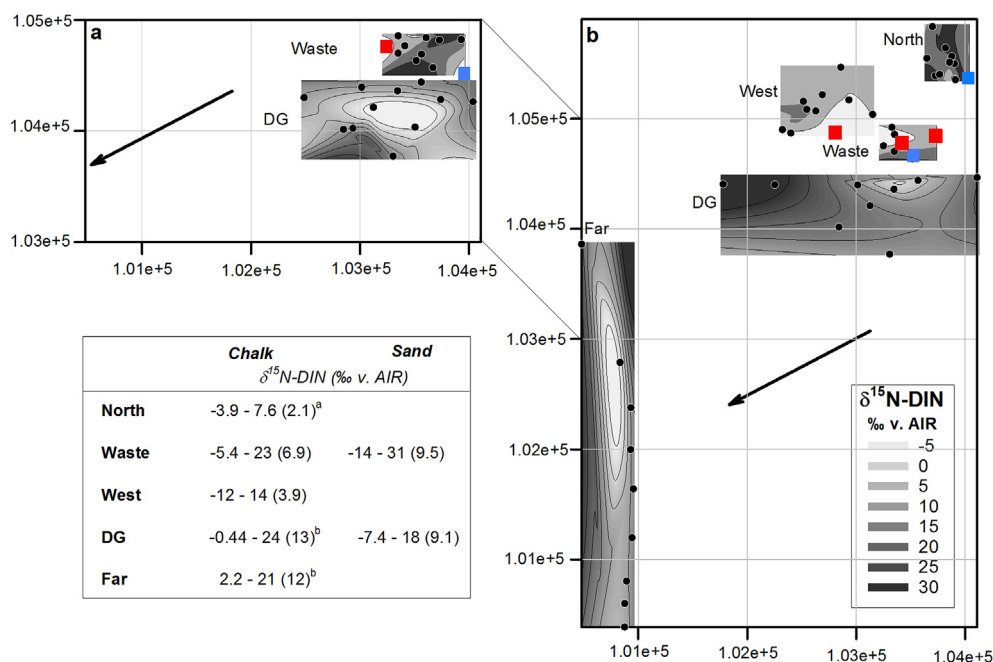 a
1.05e+5
1.04e+5
1.03e+5
Waste
DG
1.01e+5 1.02e+5 1.03e+5 1.04e+5
b
North
West
Waste
DG
Far
1.05e+5
1.04e+5
1.03e+5
1.02e+5
1.01e+5
1.01e+5 1.02e+5 1.03e+5 1.04e+5
δ15N-DIN
‰ v. AIR
-5
0
5
10
15
20
25
30
Chalk Sand
δ15N-DIN (‰ v. AIR)
North -3.9 - 7.6 (2.1)a
Waste -5.4 - 23 (6.9) -14 - 31 (9.5)
West -12 - 14 (3.9)
DG -0.44 - 24 (13)b -7.4 - 18 (9.1)
Far 2.2 - 21 (12)b